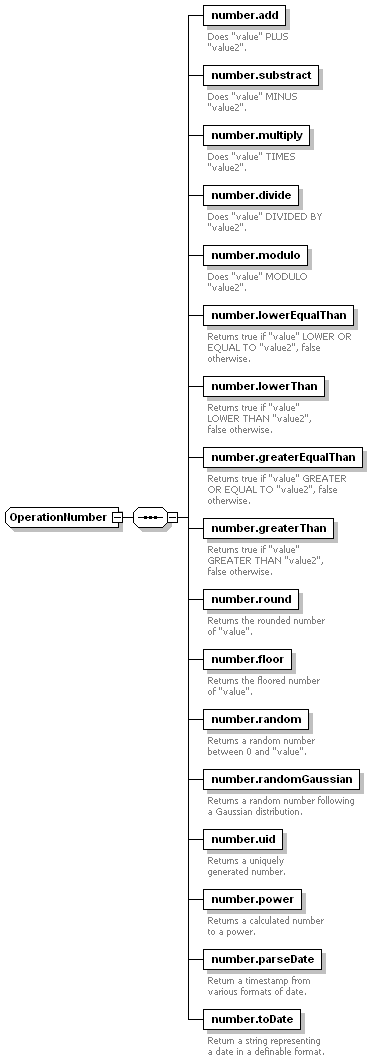 number.add
Does "value" PLUS
"value2".
number.substract
Does "value" MINUS
"value2".
number.multiply
Does "value" TIMES
"value2".
number.divide
Does "value" DIVIDED BY
"value2".
number.modulo
Does "value" MODULO
"value2".
number.lowerEqualThan
Returns true if "value" LOWER OR
EQUAL TO "value2", false
otherwise.
number.lowerThan
Returns true if "value"
LOWER THAN "value2",
false otherwise.
number.greaterEqualThan
Returns true if "value" GREATER
OR EQUAL TO "value2", false
otherwise.
OperationNumber
number.greaterThan
Returns true if "value"
GREATER THAN "value2",
false otherwise.
number.round
Returns the rounded number
of "value".
number.floor
Returns the floored number
of "value".
number.random
Returns a random number
between 0 and "value".
number.randomGaussian
Returns a random number following
a Gaussian distribution.
number.uid
Returns a uniquely
generated number.
number.power
Returns a calculated number
to a power.
number.parseDate
Return a timestamp from
various formats of date.
number.toDate
Return a string representing
a date in a definable format.